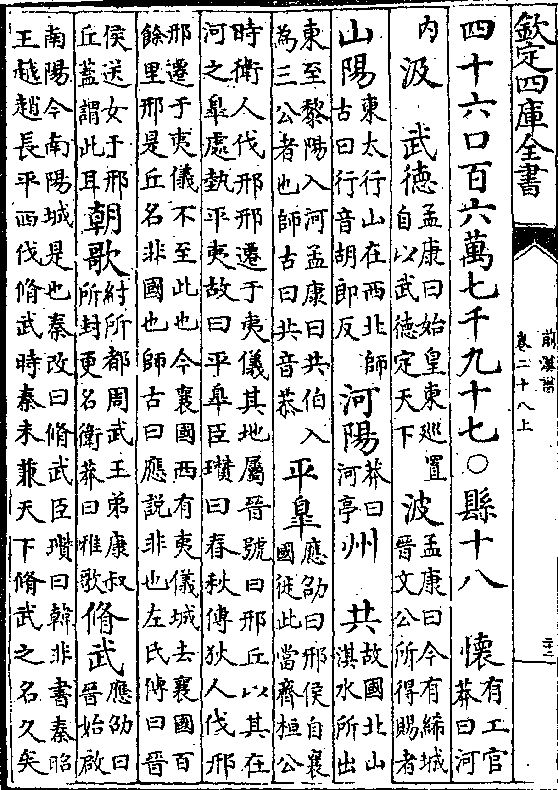 欽定四庫全書
前漢書
卷二十八上
四十六口百六萬七千九十七○縣十八 懷有工官莽曰河
内 汲 武德孟康曰始皇東巡置自以武德定天下 波孟康曰今有絺城晉文公所得賜者
山陽東太行山在西北師古曰行音胡郎反 河陽莽曰河亭 州 共故國北山淇水所出
東至黎陽入河孟康曰共伯入為三公者也師古曰共音恭 平臯應劭曰邢侯自襄國徙此當齊桓公
時衛人伐邢邢遷于夷儀其地屬晉號曰邢丘以其在河之臯處埶平夷故曰平臯臣瓚曰春秋傳狄人伐邢
邢遷于夷儀不至此也今襄國西有夷儀城去襄國百餘里邢是丘名非國也師古曰應説非也左氏傳曰晉
侯送女于邢丘蓋謂此耳 朝歌紂所都周武王弟康叔所封更名衛莽曰雅歌 脩武應劭曰晉始啟
南陽今南陽城是也秦改曰脩武臣瓚曰韓非書秦昭王越趙長平西伐脩武時秦未兼天下脩武之名久矣